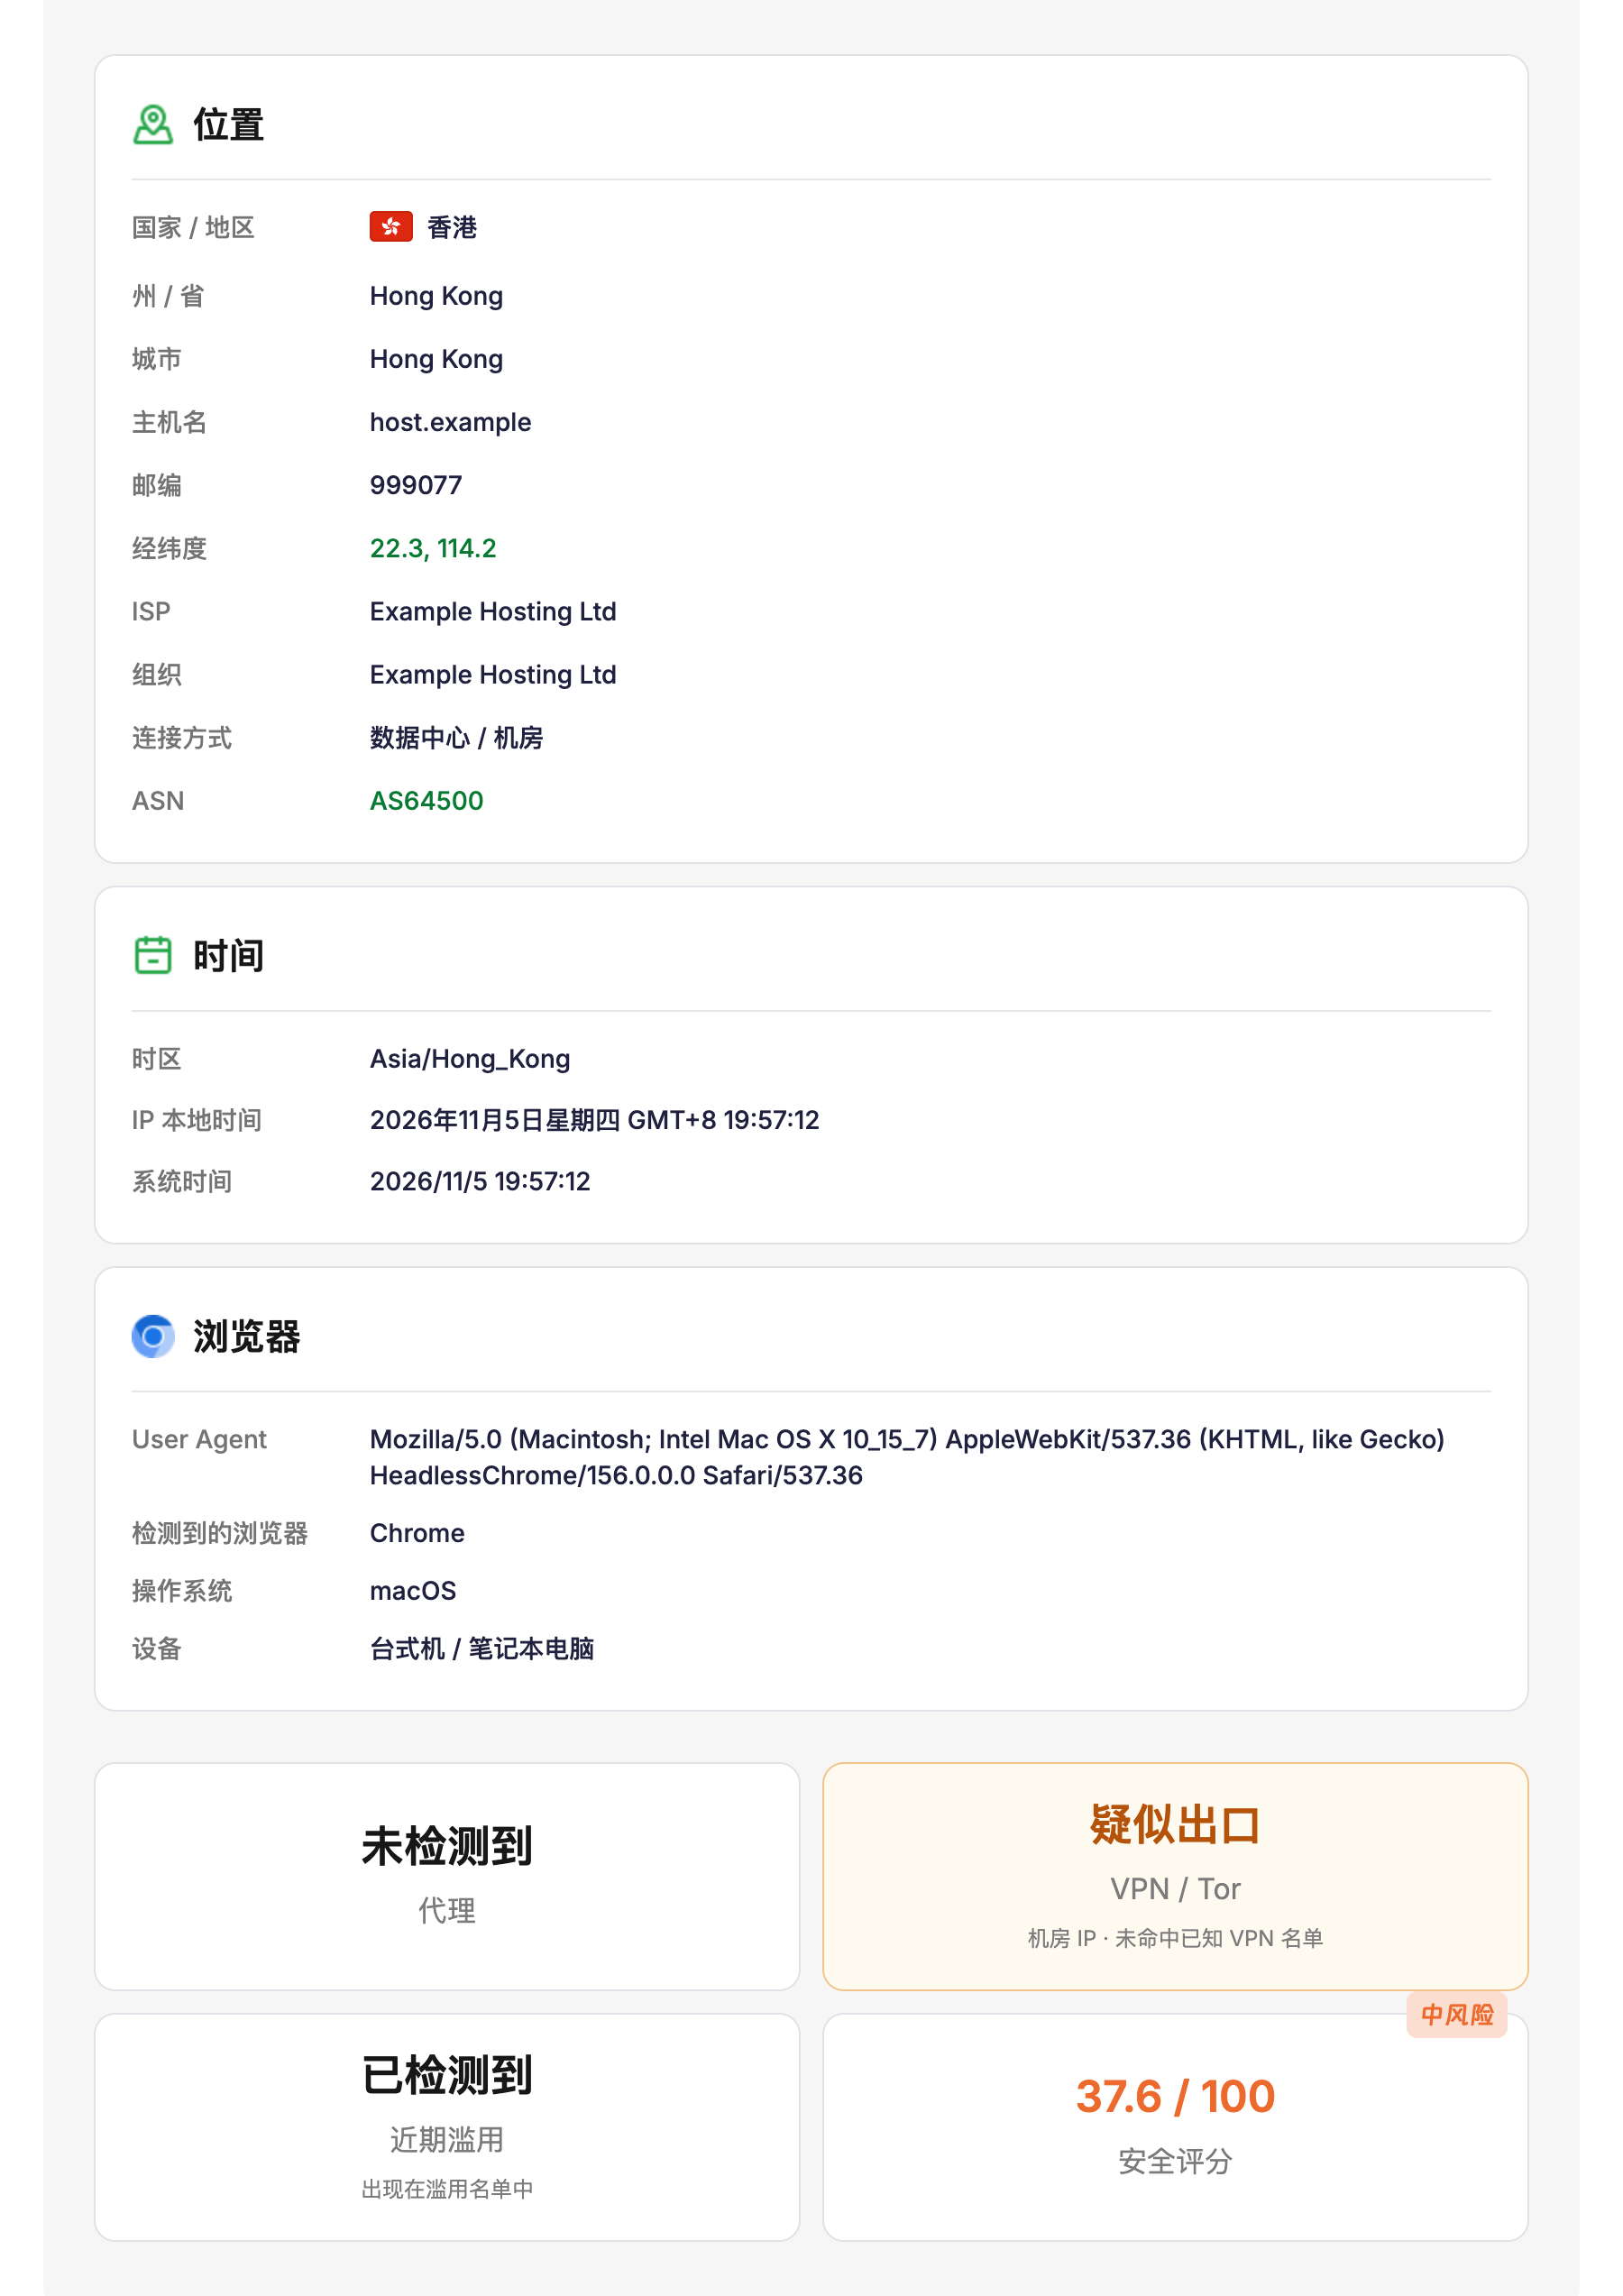 位置
国家 / 地区 香港
州 / 省 Hong Kong
城市 Hong Kong
主机名 host.example
邮编 999077
经纬度 22.3, 114.2
ISP Example Hosting Ltd
组织 Example Hosting Ltd
连接方式 数据中心 / 机房
ASN AS64500
时间
时区 Asia/Hong_Kong
IP 本地时间 2026年11月5日星期四 GMT+8 19:57:12
系统时间 2026/11/5 19:57:12
浏览器
User Agent Mozilla/5.0 (Macintosh; Intel Mac OS X 10_15_7) AppleWebKit/537.36 (KHTML, like Gecko)
HeadlessChrome/156.0.0.0 Safari/537.36
检测到的浏览器 Chrome
操作系统 macOS
设备 台式机 / 笔记本电脑
未检测到
代理
疑似出口
VPN / Tor
机房 IP · 未命中已知 VPN 名单
已检测到
近期滥用
出现在滥用名单中
中风险
37.6 / 100
安全评分